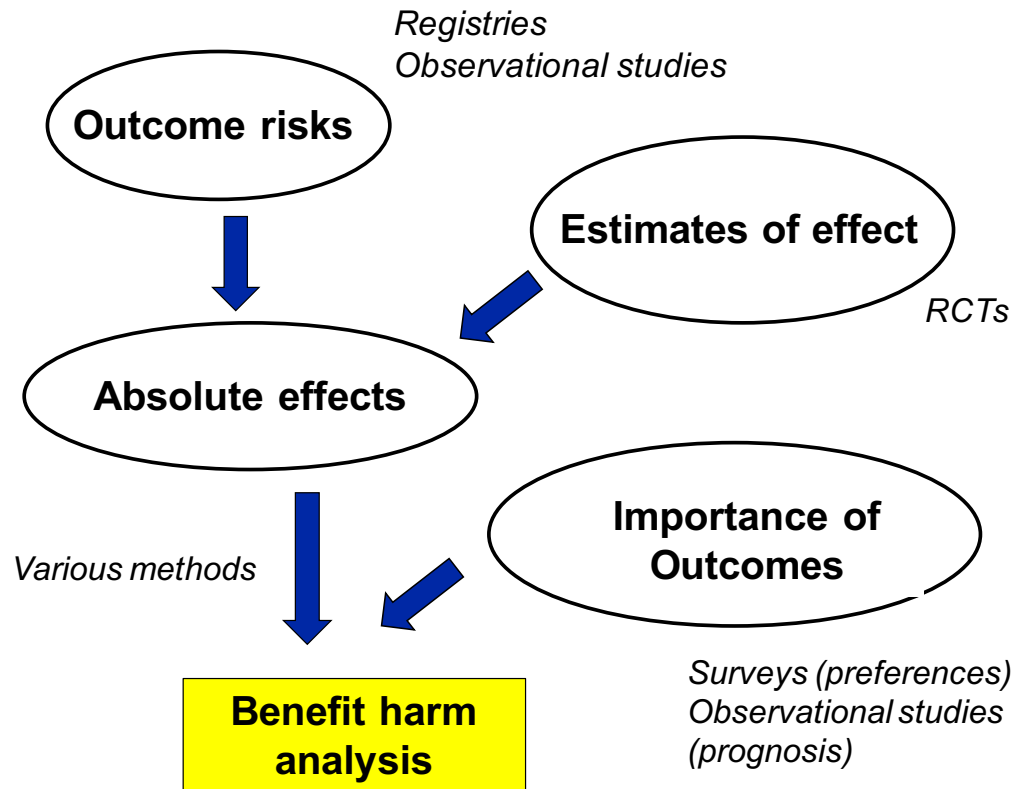 Registries
Observational studies
Outcome risks
Estimates of effect
RCTs
Absolute effects
Importance of
Outcomes
Various methods
Surveys (preferences)
Observational studies
(prognosis)
Benefit harm
analysis